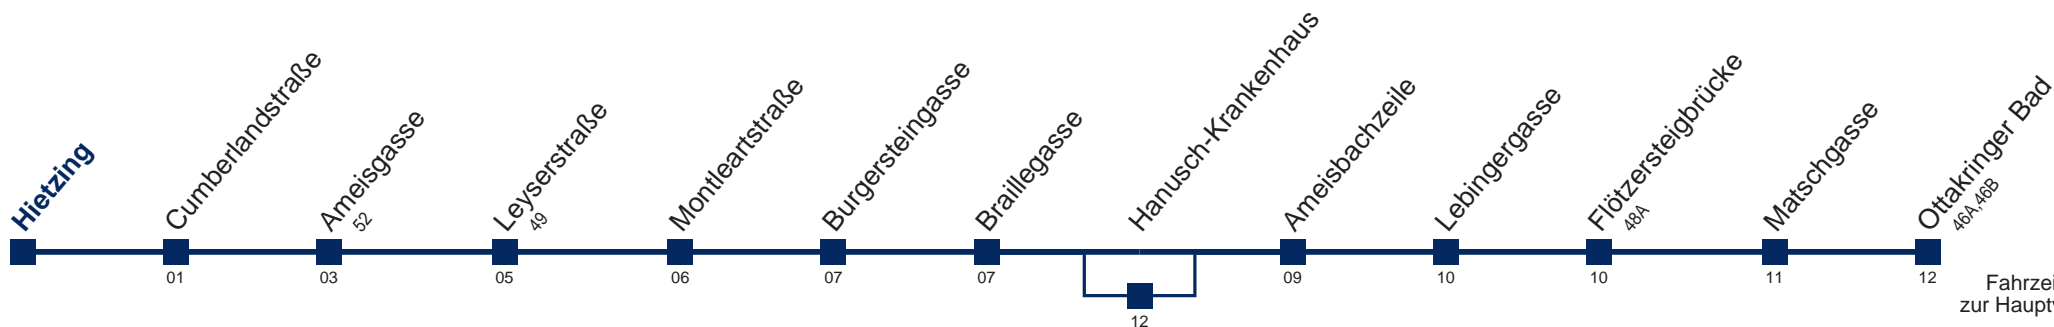 Hietzing
Cumberlandstraße
01
Ameisgasse
52
03
Leyserstraße
49
05
Montleartstraße
06
Burgersteingasse
07
Braillegasse
07
Hanusch-Krankenhaus
12
Ameisbachzeile
09
Lebingergasse
10
Flötzersteigbrücke
48A
10
Matschgasse
11
Ottakringer Bad
46A,46B
12
zur